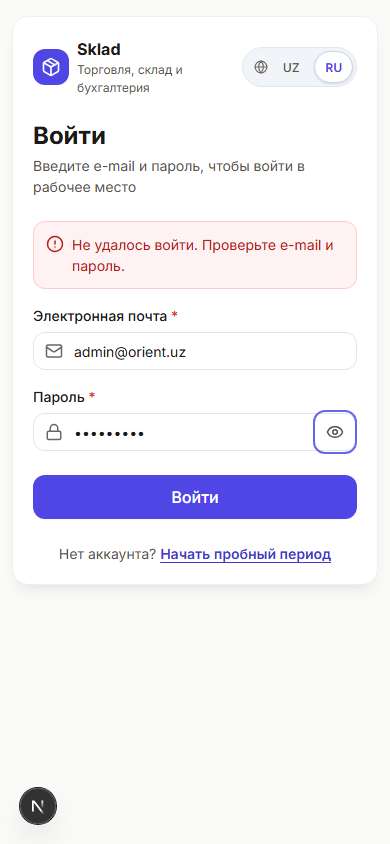 Sklad
Торговля, склад и
бухгалтерия
UZ
RU
Войти
Введите e-mail и пароль, чтобы войти в
рабочее место
Не удалось войти. Проверьте e-mail и
пароль.
Электронная почта *
admin@orient.uz
Пароль *
•••••••••
Войти
Нет аккаунта? Начать пробный период
N